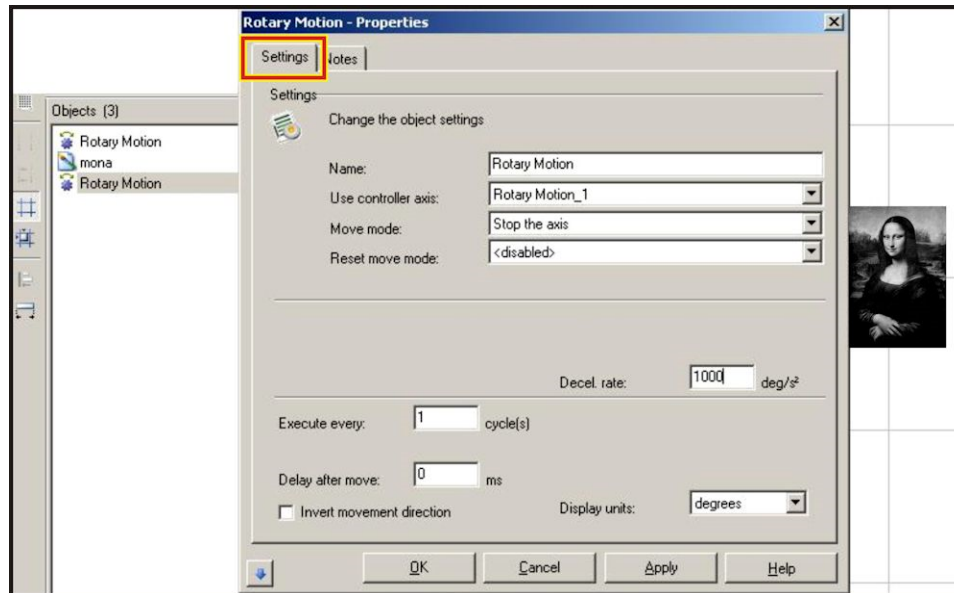 Rotary Motion - Properties
Settings
Notes
Objects (3)
Rotary Motion
mona
Rotary Motion
Settings
Change the object settings
Name: Rotary Motion
Use controller axis: Rotary Motion_1
Move mode: Stop the axis
Reset move mode: <disabled>
Decel. rate: 1000 deg/s²
Execute every: 1 cycle(s)
Delay after move: 0 ms
Invert movement direction
Display units: degrees
OK Cancel Apply Help